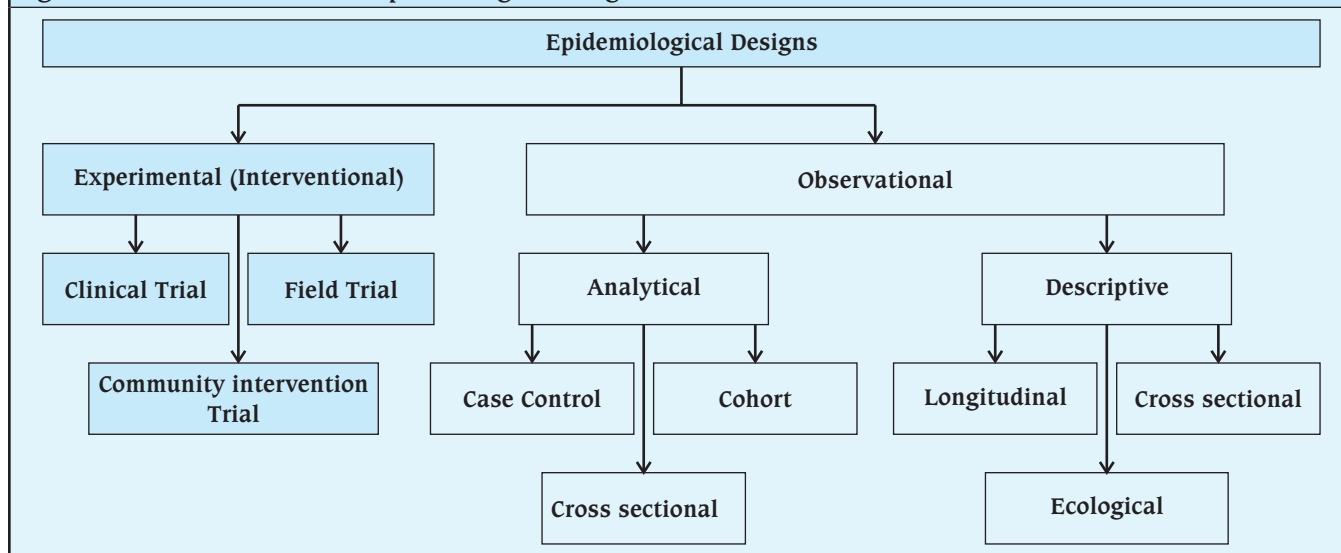 Epidemiological Designs
Experimental (Interventional)
Observational
Clinical Trial
Field Trial
Analytical
Descriptive
Community intervention
Trial
Case Control
Cohort
Longitudinal
Cross sectional
Cross sectional
Ecological